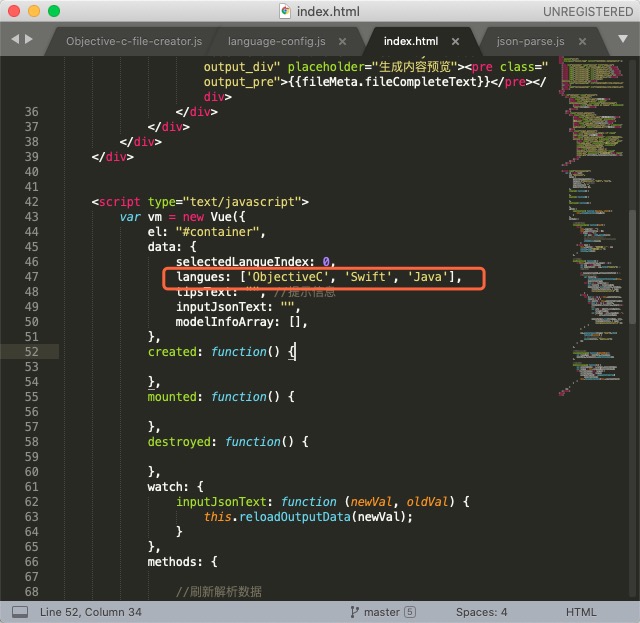 index.html
UNREGISTERED
Objective-c-file-creator.js
language-config.js
index.html
json-parse.js
output_div" placeholder="生成内容预览"><pre class="
output_pre">{{fileMeta.fileCompleteText}}</pre></
div>
36 </div>
37 </div>
38 </div>
39 </div>
40
41
42 <script type="text/javascript">
43 var vm = new Vue({
44 el: "#container",
45 data: {
46 selectedLangueIndex: 0,
47 langues: ['ObjectiveC', 'Swift', 'Java'],
48 tipsText: "", //提示信息
49 inputJsonText: "",
50 modelInfoArray: [],
51 },
52 created: function() {
53
54 },
55 mounted: function() {
56
57 },
58 destroyed: function() {
59
60 },
61 watch: {
62 inputJsonText: function (newVal, oldVal) {
63 this.reloadOutputData(newVal);
64 }
65 },
66 methods: {
67
68 //刷新解析数据
Line 52, Column 34
master 5
Spaces: 4
HTML